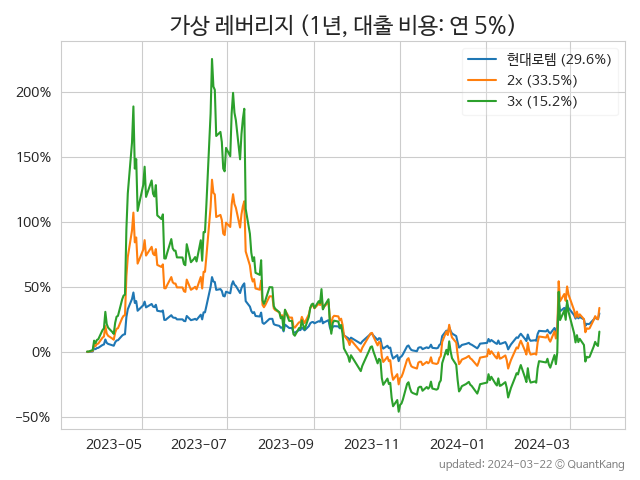 가상 레버리지 (1년, 대출 비용: 연 5%)
현대로템 (29.6%)
2x (33.5%)
3x (15.2%)
200%
150%
100%
50%
0%
−50%
2023-05 2023-07 2023-09 2023-11 2024-01 2024-03
updated: 2024-03-22 © QuantKang